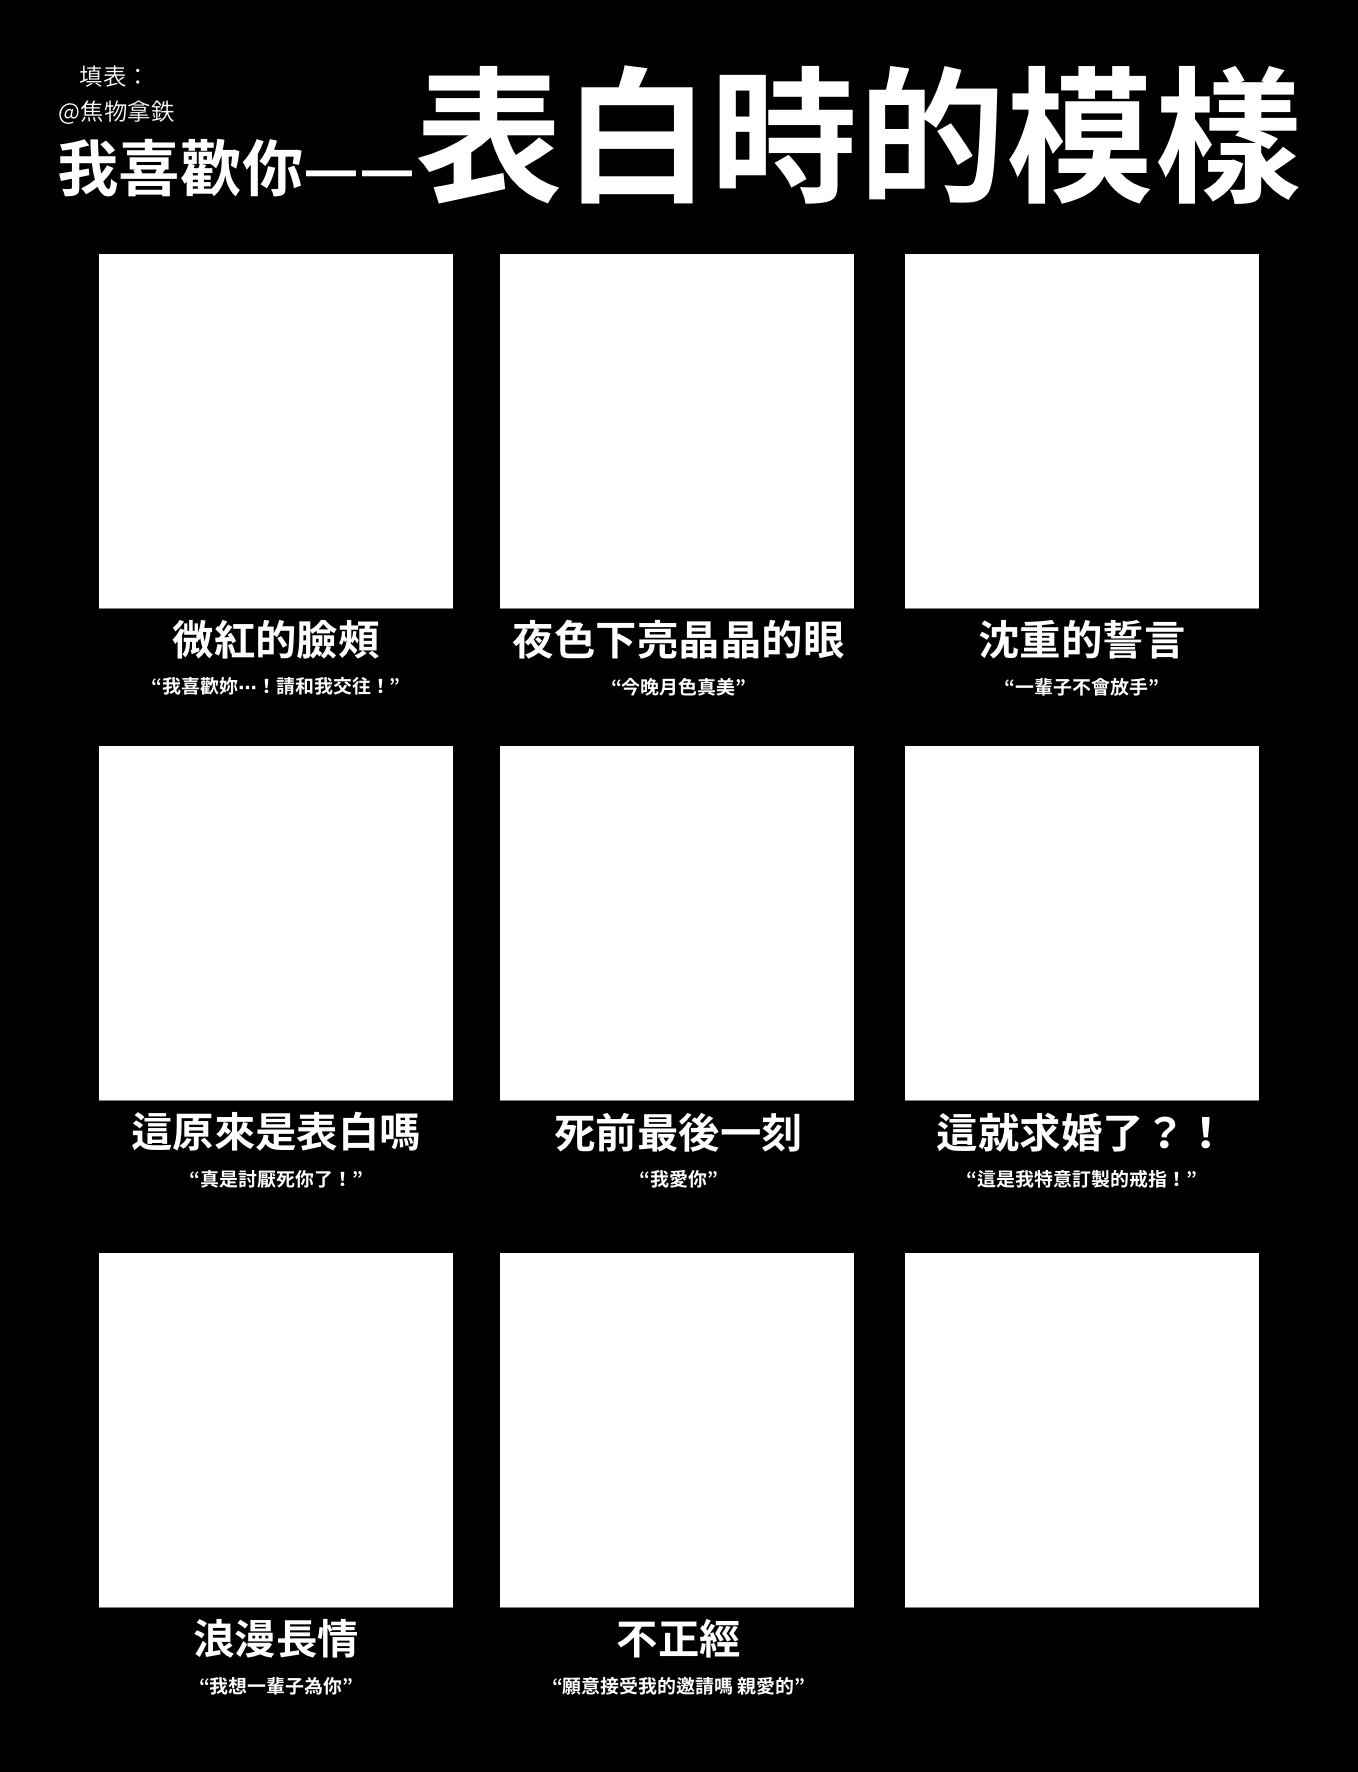 填表：
@焦物拿鉄
我喜歡你——表白時的模樣
微紅的臉頰
夜色下亮晶晶的眼
沈重的誓言
“我喜歡妳…！請和我交往！”
“今晚月色真美”
“一輩子不會放手”
這原來是表白嗎
死前最後一刻
這就求婚了？！
“真是討厭死你了！”
“我愛你”
“這是我特意訂製的戒指！”
浪漫長情
不正經
“我想一輩子為你”
“願意接受我的邀請嗎 親愛的”